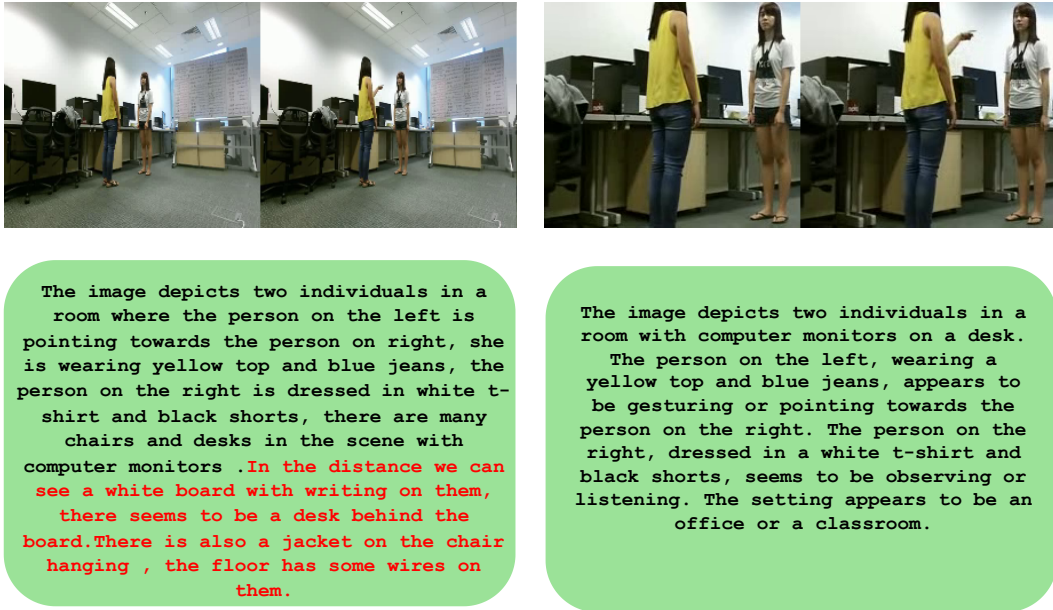 The image depicts two individuals in a
room where the person on the left is
pointing towards the person on right, she
is wearing yellow top and blue jeans, the
person on the right is dressed in white t-
shirt and black shorts, there are many
chairs and desks in the scene with
computer monitors .In the distance we can
see a white board with writing on them,
there seems to be a desk behind the
board.There is also a jacket on the chair
hanging , the floor has some wires on
them.
The image depicts two individuals in a
room with computer monitors on a desk.
The person on the left, wearing a
yellow top and blue jeans, appears to
be gesturing or pointing towards the
person on the right. The person on the
right, dressed in a white t-shirt and
black shorts, seems to be observing or
listening. The setting appears to be an
office or a classroom.